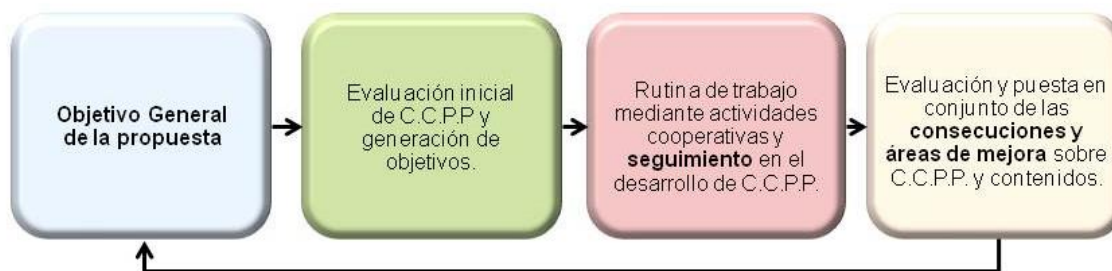 Objetivo General
de la propuesta
Evaluación inicial
de C.C.P.P y
generación de
objetivos.
Rutina de trabajo
mediante actividades
cooperativas y
seguimiento en el
desarrollo de C.C.P.P.
Evaluación y puesta en
conjunto de las
consecuciones y
áreas de mejora sobre
C.C.P.P. y contenidos.